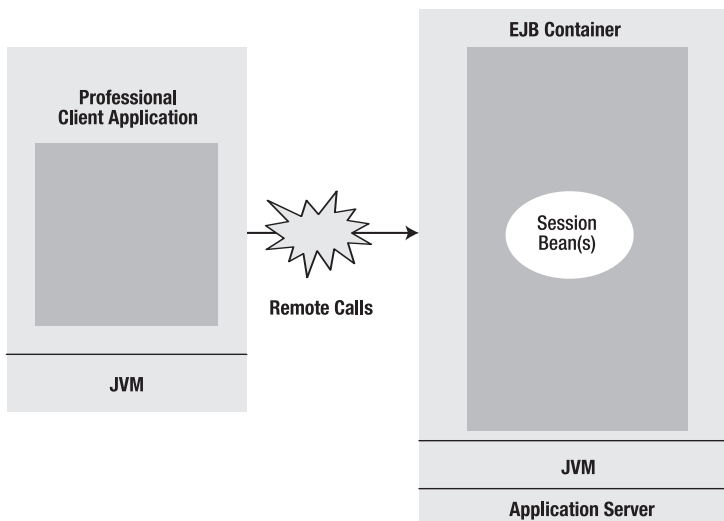 Professional
Client Application
JVM
Remote Calls
EJB Container
Session
Bean(s)
JVM
Application Server